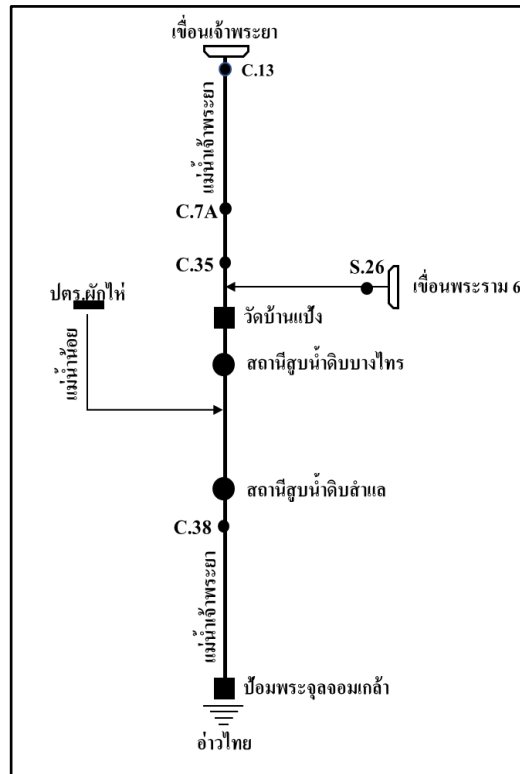 เขื่อนเจ้าพระยา
C.13
แม่น้ำเจ้าพระยา
C.7A
C.35
S.26
เขื่อนพระราม 6
ปตร.ผักไห่
วัดบ้านแป้ง
แม่น้ำน้อย
สถานีสูบน้ำดิบบางไทร
สถานีสูบน้ำดิบสำแล
C.38
แม่น้ำเจ้าพระยา
ป้อมพระจุลจอมเกล้า
อ่าวไทย